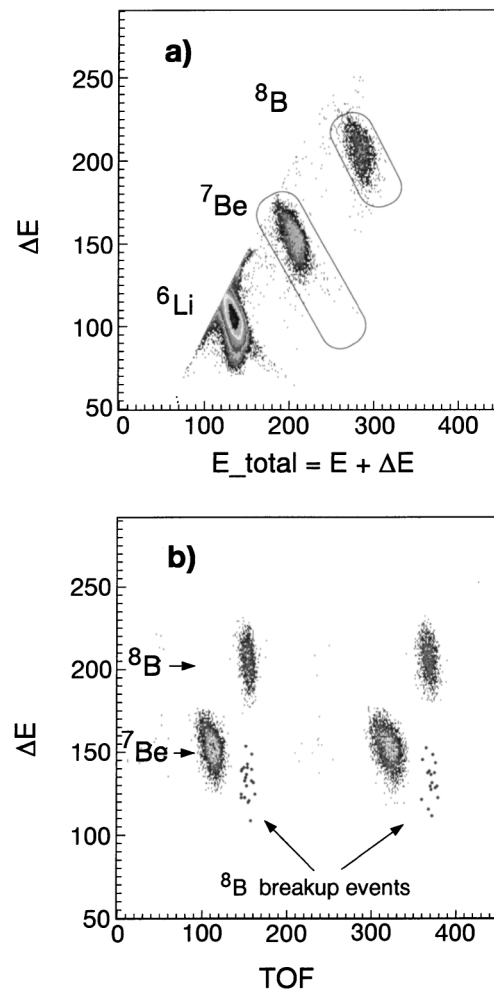 a)
250
⁸B
200
⁷Be
ΔE
150
⁶Li
100
50
0 100 200 300 400
E_total = E + ΔE
b)
250
⁸B
200
ΔE
⁷Be
150
100
⁸B breakup events
50
0 100 200 300 400
TOF